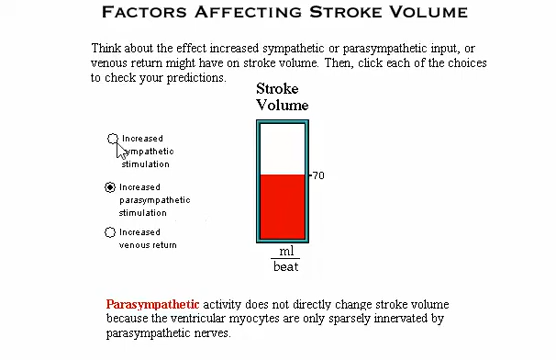 FACTORS AFFECTING STROKE VOLUME
Think about the effect increased sympathetic or parasympathetic input, or
venous return might have on stroke volume. Then, click each of the choices
to check your predictions.
Stroke
Volume
Increased
ympathetic
stimulation
70
Increased
parasympathetic
stimulation
Increased
venous return
ml
beat
Parasympathetic activity does not directly change stroke volume
because the ventricular myocytes are only sparsely innervated by
parasympathetic nerves.